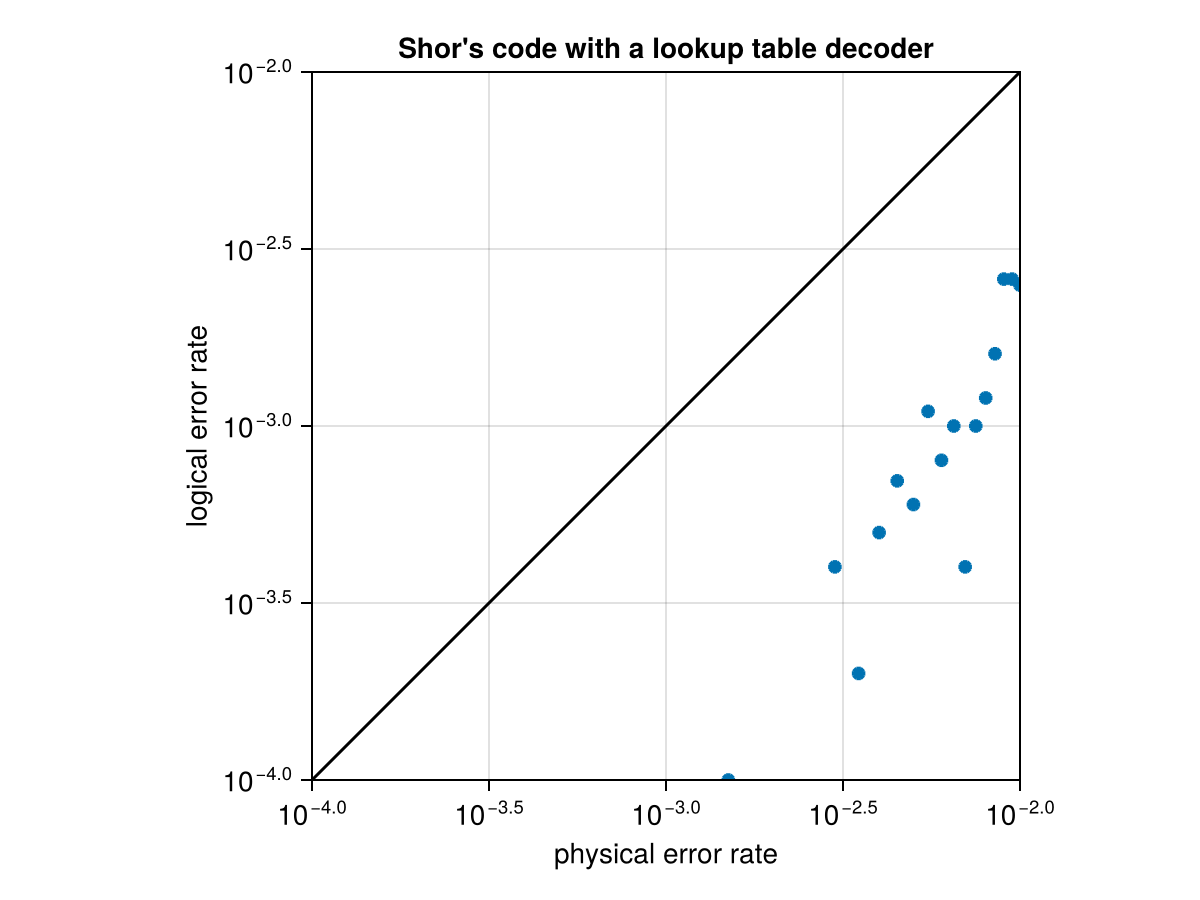 Shor's code with a lookup table decoder
10⁻²·⁰
10⁻²·⁵
10⁻³·⁰
10⁻³·⁵
10⁻⁴·⁰
logical error rate
10⁻⁴·⁰ 10⁻³·⁵ 10⁻³·⁰ 10⁻²·⁵ 10⁻²·⁰
physical error rate